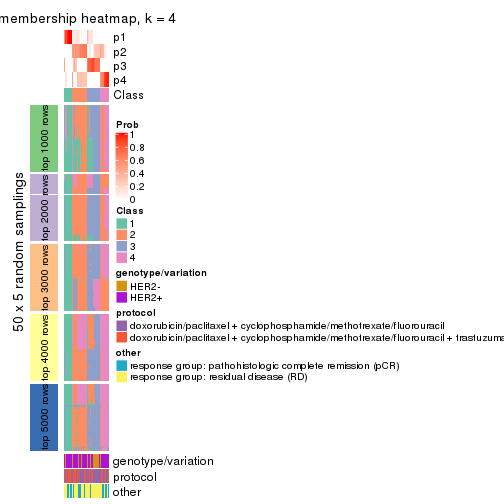 membership heatmap, k = 4
p1
p2
p3
p4
Class
50 x 5 random samplings
top 1000 rows
top 2000 rows
top 3000 rows
top 4000 rows
top 5000 rows
Prob
1
0.8
0.6
0.4
0.2
0
Class
1
2
3
4
genotype/variation
HER2-
HER2+
protocol
doxorubicin/paclitaxel + cyclophosphamide/methotrexate/fluorouracil
doxorubicin/paclitaxel + cyclophosphamide/methotrexate/fluorouracil + trastuzuma
other
response group: pathohistologic complete remission (pCR)
response group: residual disease (RD)
genotype/variation
protocol
other